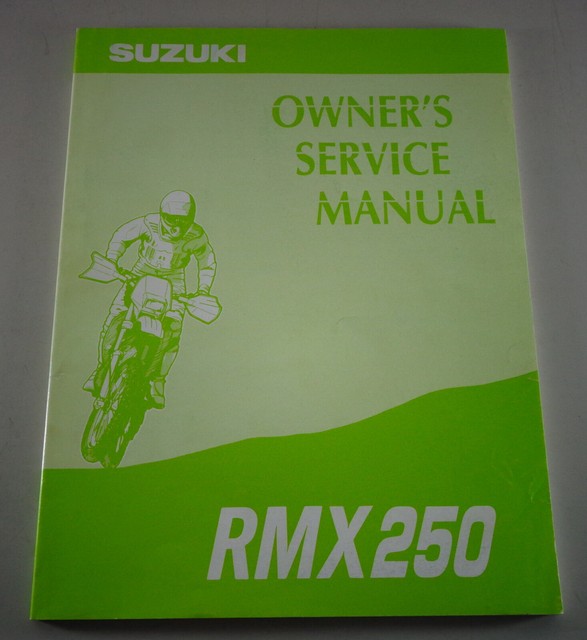 SUZUKI
OWNER'S
SERVICE
MANUAL
RMX250